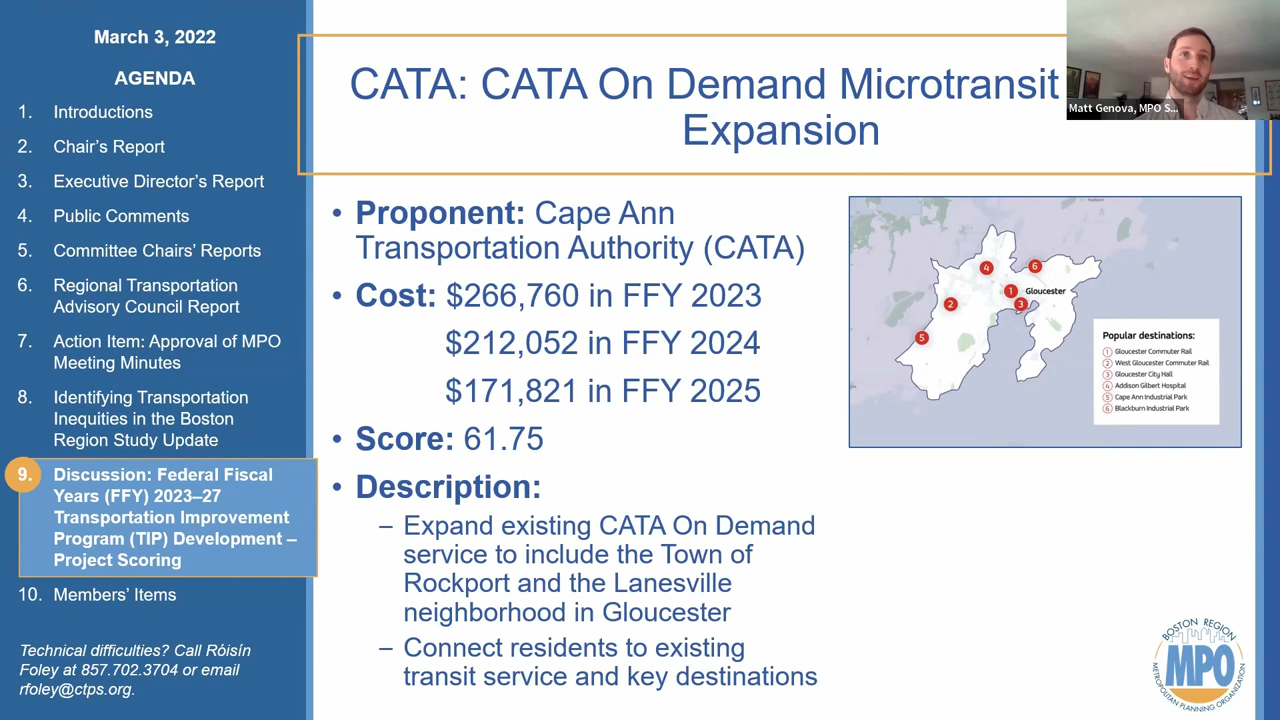 March 3, 2022
AGENDA
1. Introductions
2. Chair's Report
3. Executive Director's Report
4. Public Comments
5. Committee Chairs' Reports
6. Regional Transportation
Advisory Council Report
7. Action Item: Approval of MPO
Meeting Minutes
8. Identifying Transportation
Inequities in the Boston
Region Study Update
9. Discussion: Federal Fiscal
Years (FFY) 2023–27
Transportation Improvement
Program (TIP) Development –
Project Scoring
10. Members' Items
Technical difficulties? Call Róisín
Foley at 857.702.3704 or email
rfoley@ctps.org.
CATA: CATA On Demand Microtransit
Expansion
Matt Genova, MPO S...
• Proponent: Cape Ann
Transportation Authority (CATA)
• Cost: $266,760 in FFY 2023
$212,052 in FFY 2024
$171,821 in FFY 2025
• Score: 61.75
• Description:
– Expand existing CATA On Demand
service to include the Town of
Rockport and the Lanesville
neighborhood in Gloucester
– Connect residents to existing
transit service and key destinations
Rockport
4
6
1
Gloucester
2
3
5
Popular destinations:
1 Gloucester Commuter Rail
2 West Gloucester Commuter Rail
3 Gloucester City Hall
4 Addison Gilbert Hospital
5 Cape Ann Industrial Park
6 Blackburn Industrial Park
BOSTON REGION
MPO
METROPOLITAN PLANNING ORGANIZATION